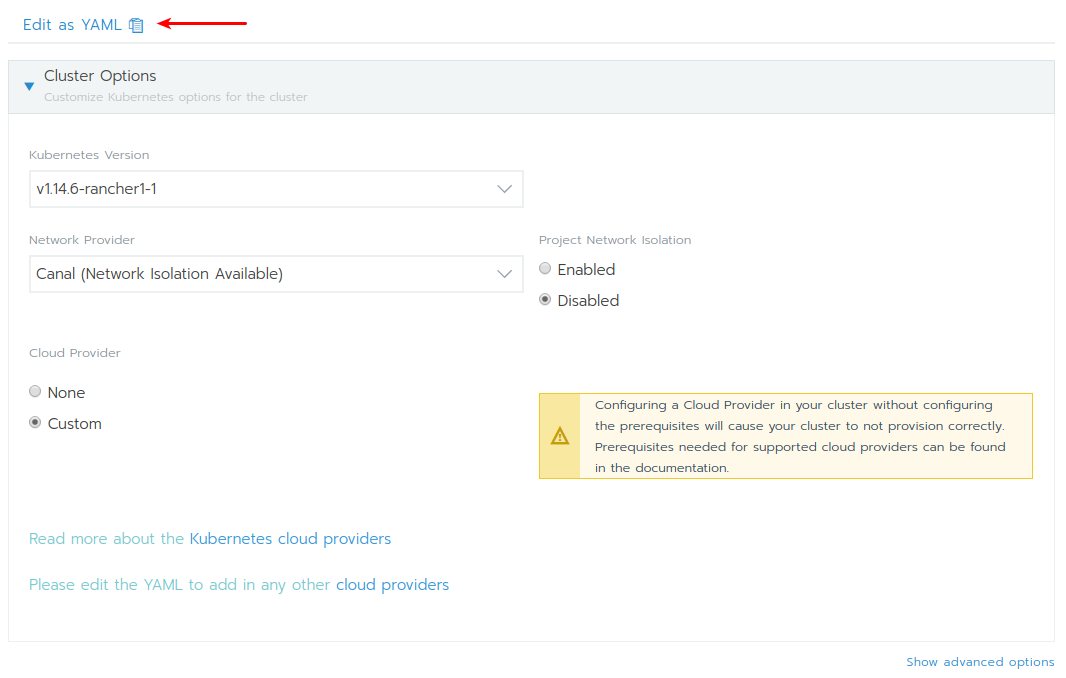 Edit as YAML
Cluster Options
Customize Kubernetes options for the cluster
Kubernetes Version
v1.14.6-rancher1-1
Network Provider
Canal (Network Isolation Available)
Project Network Isolation
Enabled
Disabled
Cloud Provider
None
Custom
Configuring a Cloud Provider in your cluster without configuring
the prerequisites will cause your cluster to not provision correctly.
Prerequisites needed for supported cloud providers can be found
in the documentation.
Read more about the Kubernetes cloud providers
Please edit the YAML to add in any other cloud providers
Show advanced options